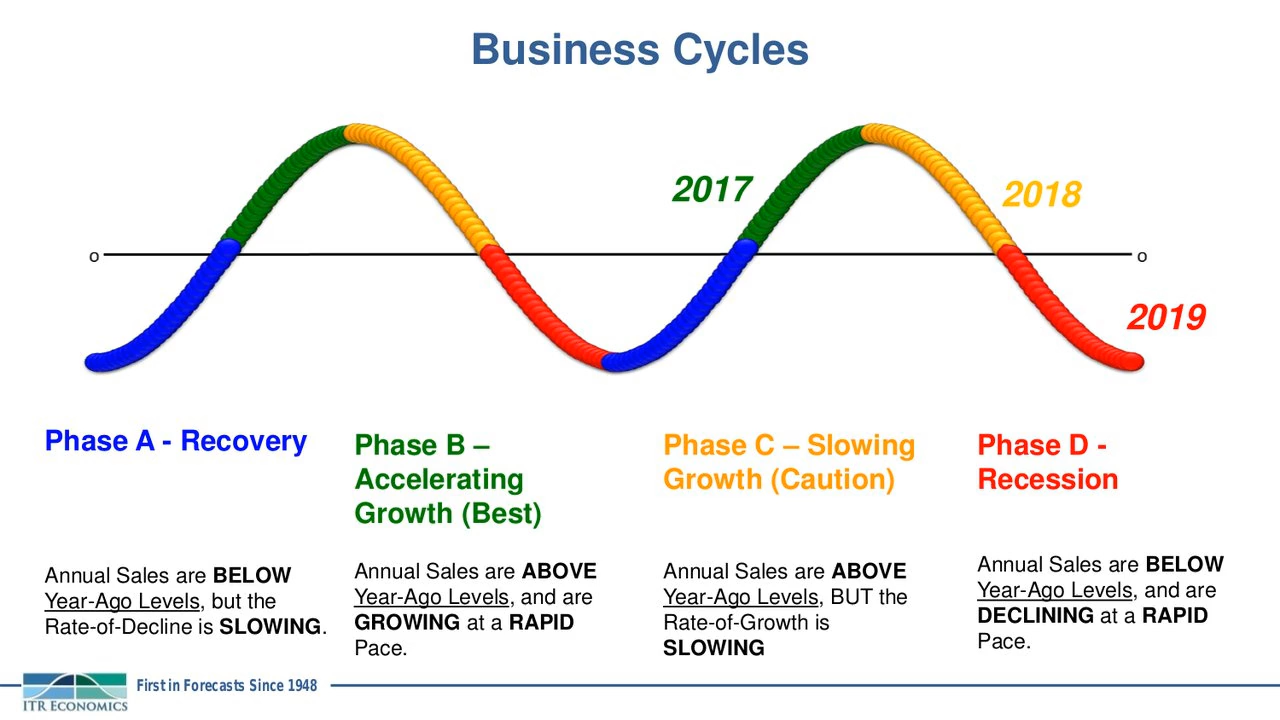 Business Cycles
2017
2018
o
o
2019
Phase A - Recovery
Annual Sales are BELOW
Year-Ago Levels, but the
Rate-of-Decline is SLOWING.
Phase B –
Accelerating
Growth (Best)
Annual Sales are ABOVE
Year-Ago Levels, and are
GROWING at a RAPID
Pace.
Phase C – Slowing
Growth (Caution)
Annual Sales are ABOVE
Year-Ago Levels, BUT the
Rate-of-Growth is
SLOWING
Phase D -
Recession
Annual Sales are BELOW
Year-Ago Levels, and are
DECLINING at a RAPID
Pace.
ITR ECONOMICS
First in Forecasts Since 1948